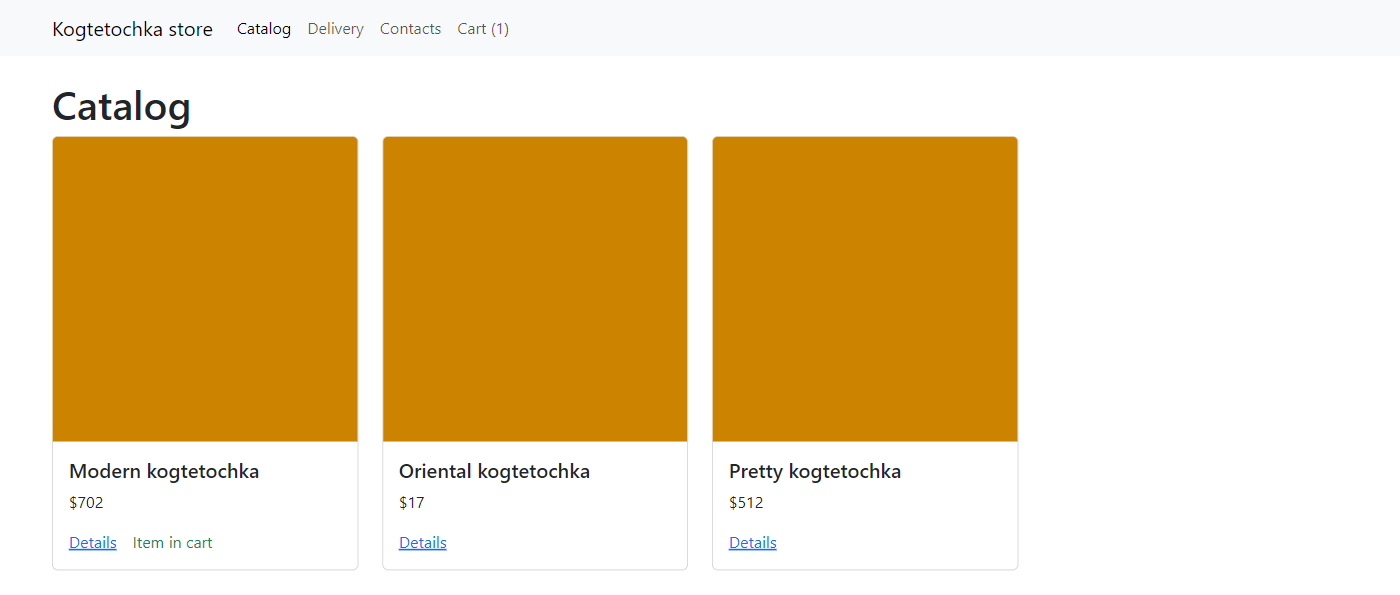 Kogtetochka store Catalog Delivery Contacts Cart (1)
Catalog
Modern kogtetochka
$702
Details Item in cart
Oriental kogtetochka
$17
Details
Pretty kogtetochka
$512
Details